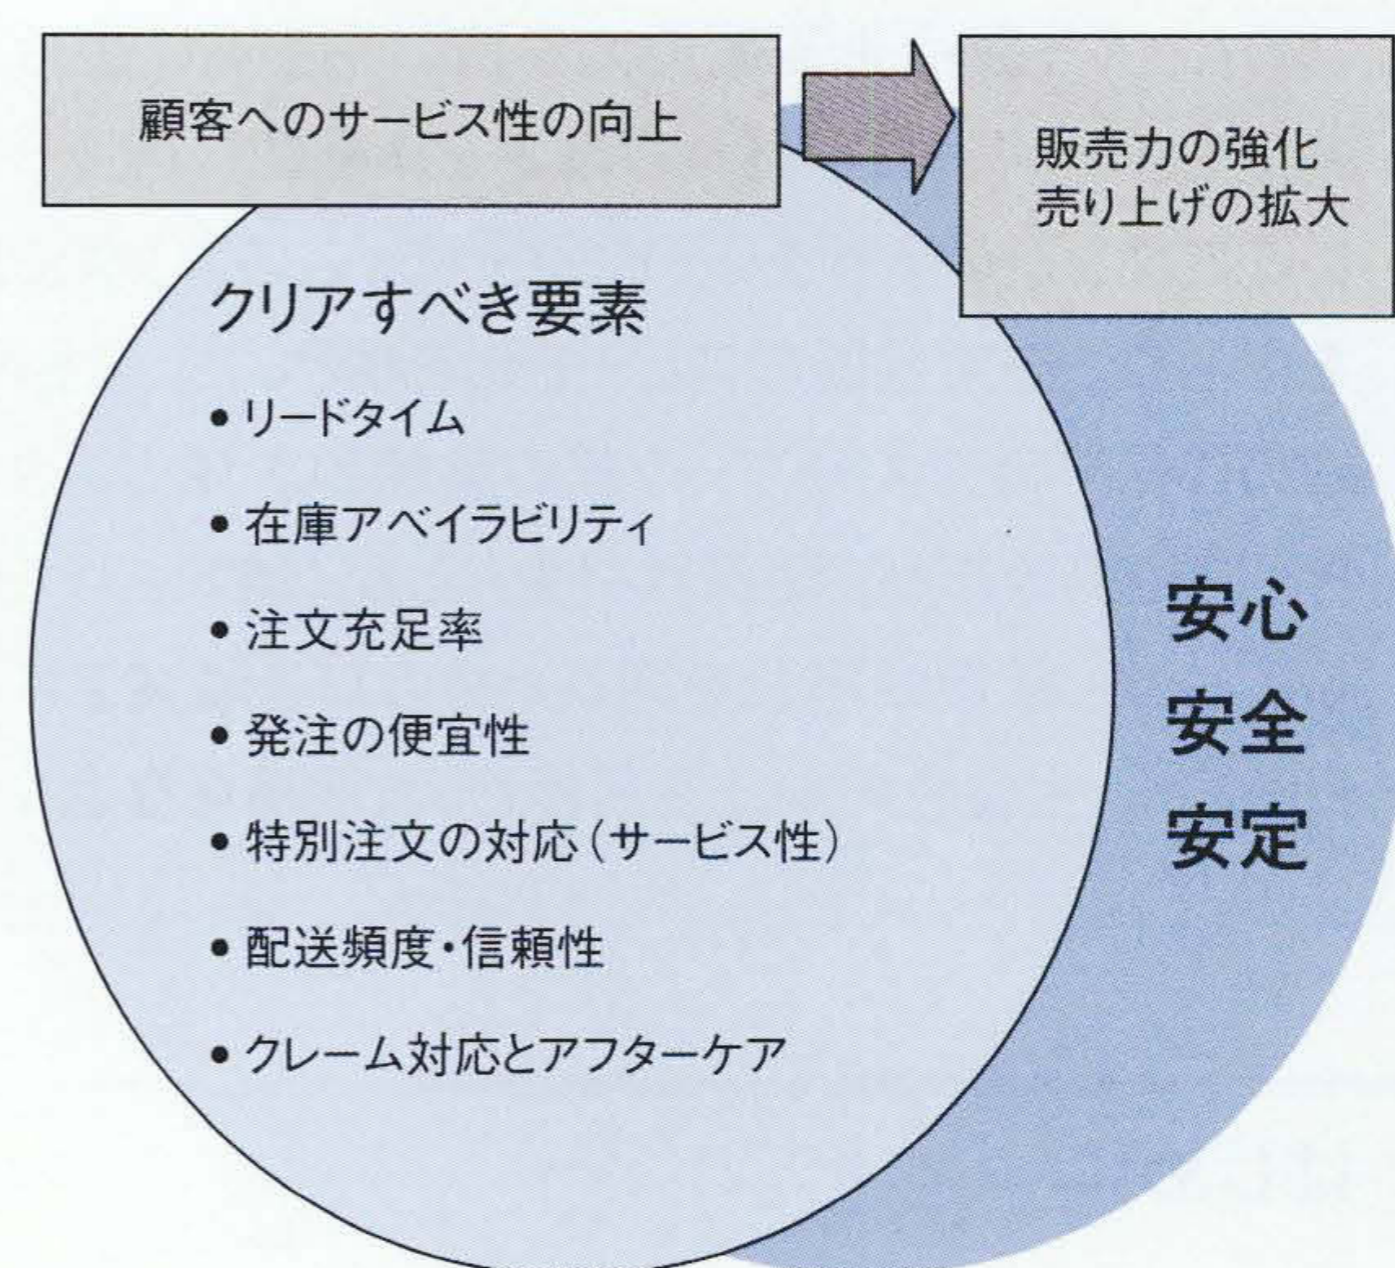 顧客へのサービス性の向上
販売力の強化
売り上げの拡大
クリアすべき要素
• リードタイム
• 在庫アベイラビリティ
• 注文充足率
• 発注の便宜性
• 特別注文の対応（サービス性）
• 配送頻度・信頼性
• クレーム対応とアフターケア
安心
安全
安定